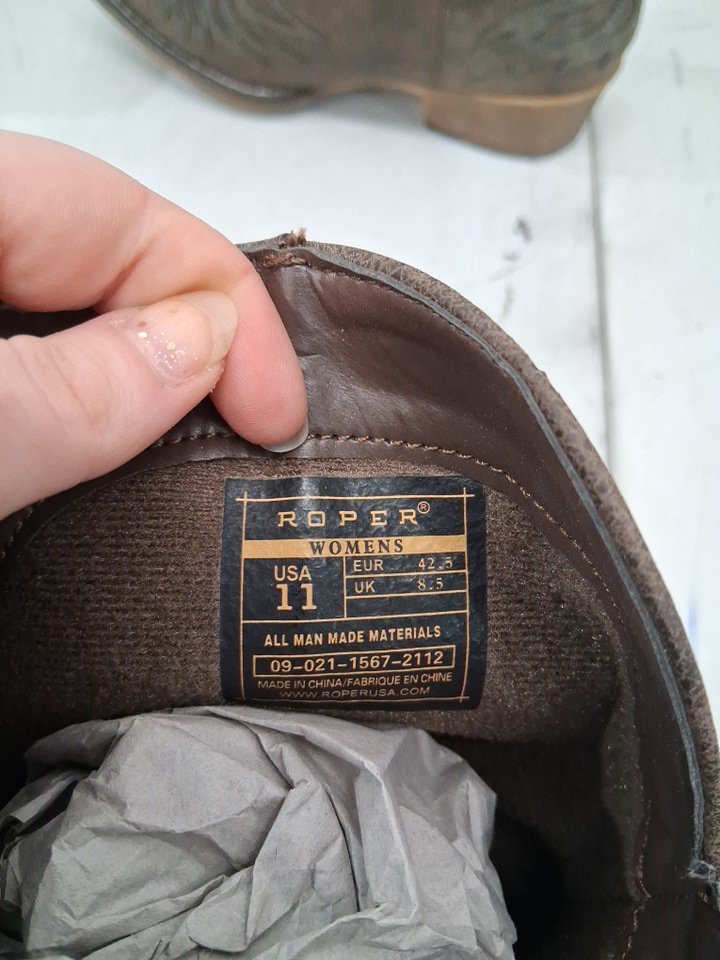 ROPER®
WOMENS
USA
11
EUR 42.5
UK 8.5
ALL MAN MADE MATERIALS
09-021-1567-2112
MADE IN CHINA/FABRIQUE EN CHINE
WWW.ROPERUSA.COM